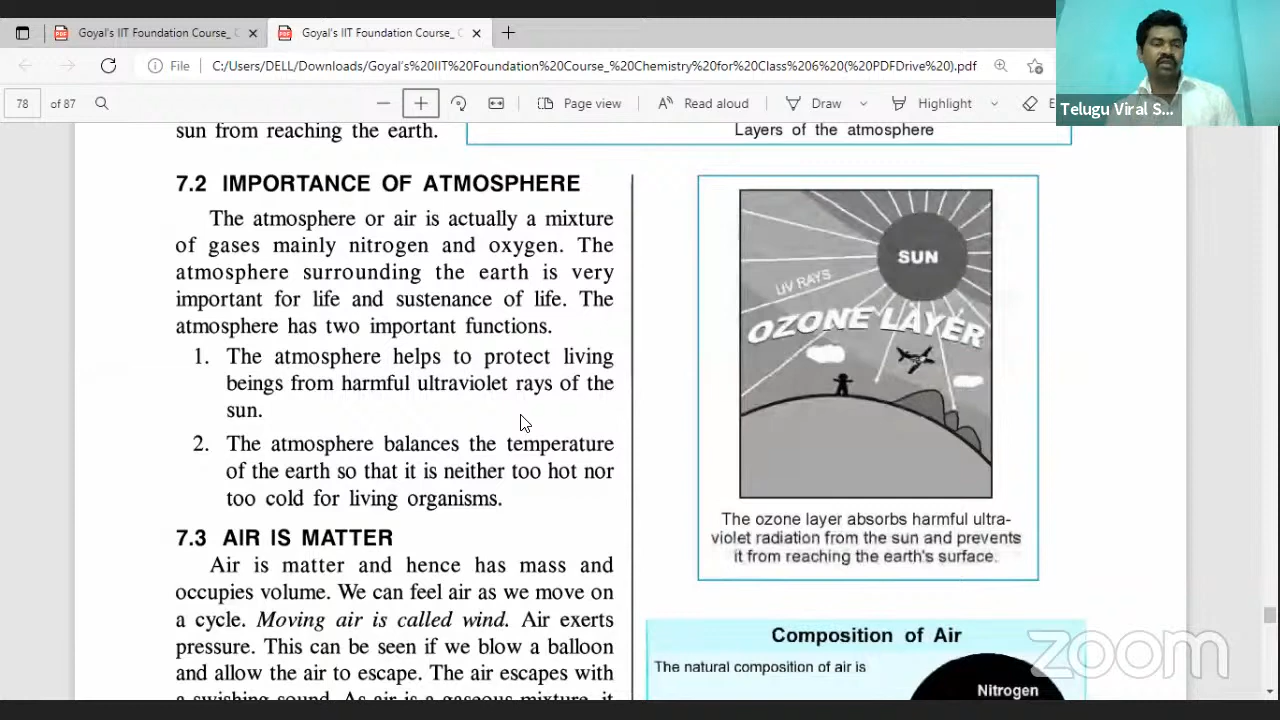 Goyal's IIT Foundation Course_ C
Goyal's IIT Foundation Course_ C
File
C:/Users/DELL/Downloads/Goyal's%20IIT%20Foundation%20Course_%20Chemistry%20for%20Class%206%20(%20PDFDrive%20).pdf
78 of 87
Page view
Read aloud
Draw
Highlight
Telugu Viral S...
sun from reaching the earth.
Layers of the atmosphere
7.2 IMPORTANCE OF ATMOSPHERE
The atmosphere or air is actually a mixture
of gases mainly nitrogen and oxygen. The
atmosphere surrounding the earth is very
important for life and sustenance of life. The
atmosphere has two important functions.
1. The atmosphere helps to protect living
beings from harmful ultraviolet rays of the
sun.
2. The atmosphere balances the temperature
of the earth so that it is neither too hot nor
too cold for living organisms.
7.3 AIR IS MATTER
Air is matter and hence has mass and
occupies volume. We can feel air as we move on
a cycle. Moving air is called wind. Air exerts
pressure. This can be seen if we blow a balloon
and allow the air to escape. The air escapes with
a swishing sound. As air is a gaseous mixture, it
SUN
UV RAYS
OZONE LAYER
The ozone layer absorbs harmful ultra-
violet radiation from the sun and prevents
it from reaching the earth's surface.
Composition of Air
The natural composition of air is
Nitrogen
zoom